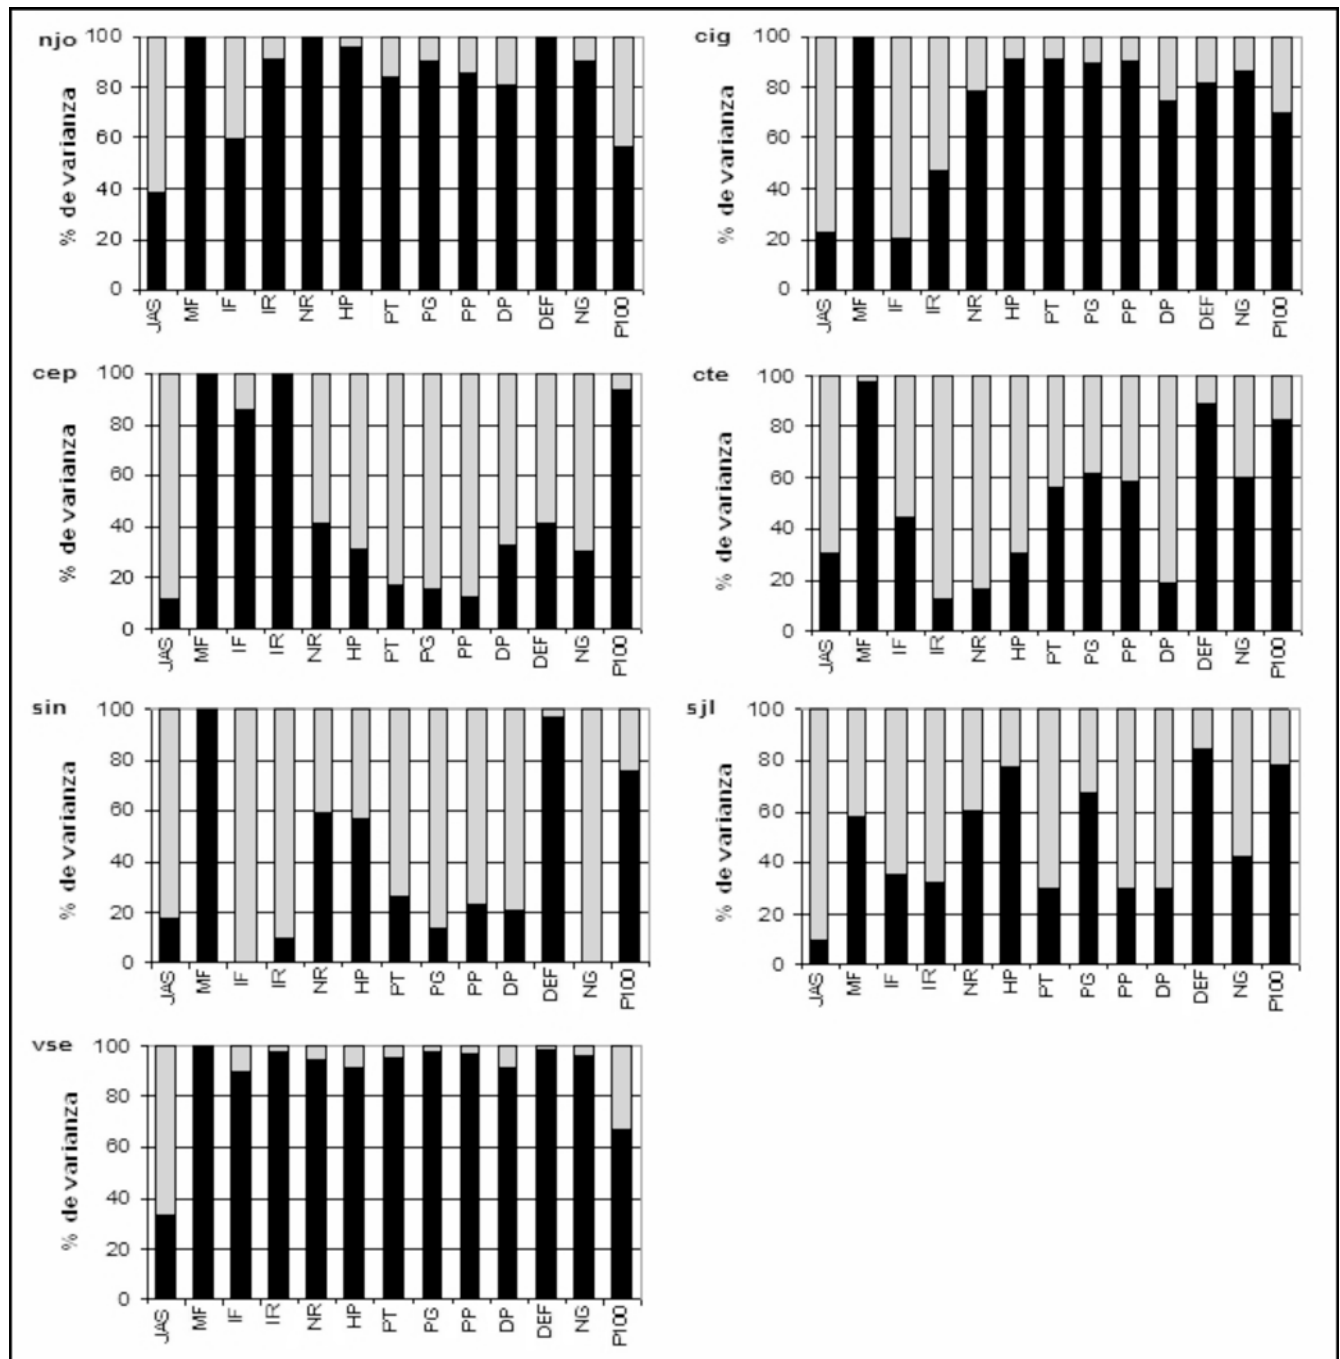 njo
% de varianza
100
80
60
40
20
0
JAS MF IF IR NR HP PT PG PP DP DEF NG P100
cig
% de varianza
100
80
60
40
20
0
JAS MF IF IR NR HP PT PG PP DP DEF NG P100
cep
% de varianza
100
80
60
40
20
0
JAS MF IF IR NR HP PT PG PP DP DEF NG P100
cte
% de varianza
100
80
60
40
20
0
JAS MF IF IR NR HP PT PG PP DP DEF NG P100
sin
% de varianza
100
80
60
40
20
0
JAS MF IF IR NR HP PT PG PP DP DEF NG P100
sjl
% de varianza
100
80
60
40
20
0
JAS MF IF IR NR HP PT PG PP DP DEF NG P100
vse
% de varianza
100
80
60
40
20
0
JAS MF IF IR NR HP PT PG PP DP DEF NG P100